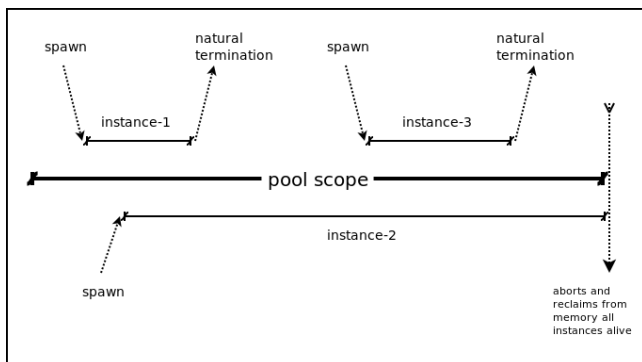 spawn
natural
termination
spawn
natural
termination
instance-1
instance-3
pool scope
instance-2
spawn
aborts and
reclaims from
memory all
instances alive